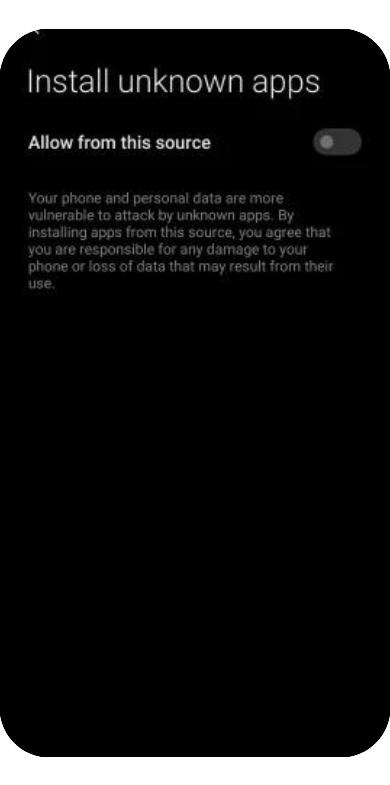 Install unknown apps
Allow from this source
Your phone and personal data are more
vulnerable to attack by unknown apps. By
installing apps from this source, you agree that
you are responsible for any damage to your
phone or loss of data that may result from their
use.